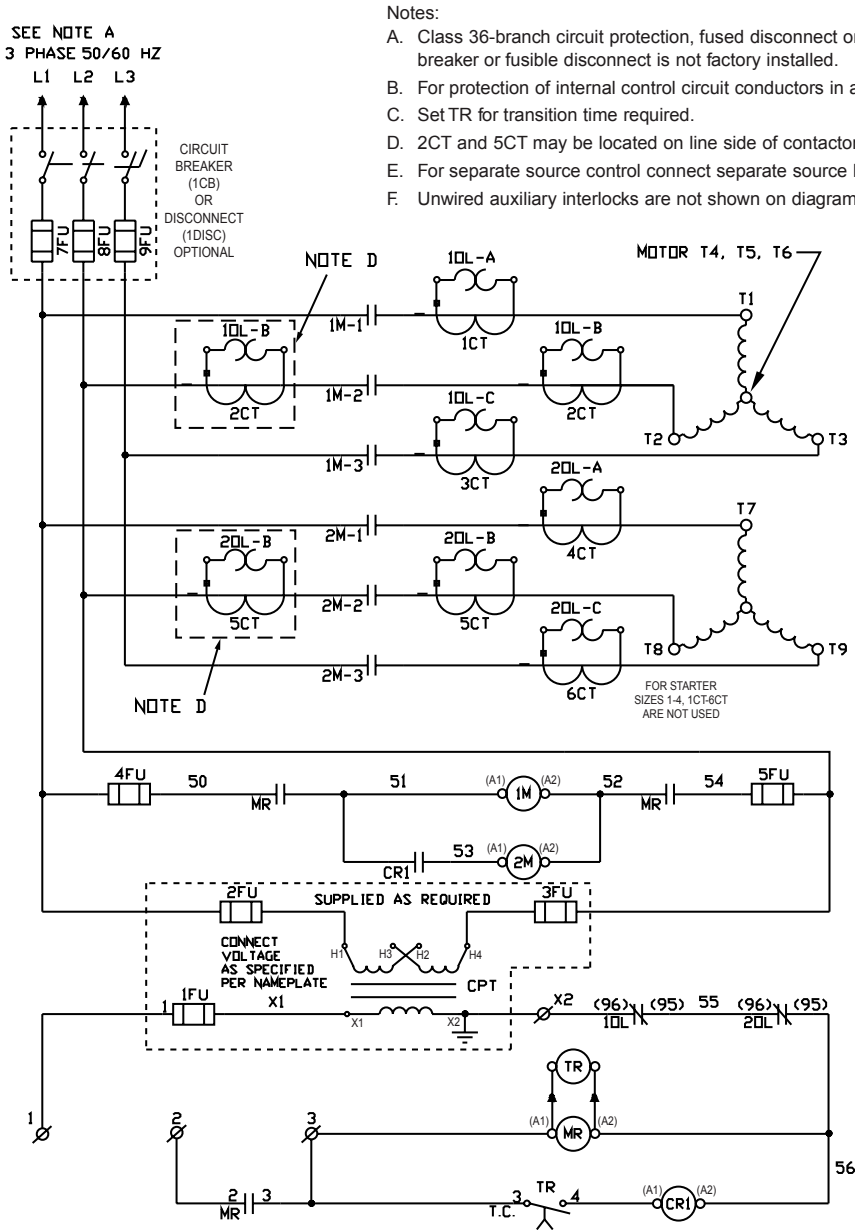 SEE NOTE A
3 PHASE 50/60 HZ
L1 L2 L3
CIRCUIT
BREAKER
(1CB)
OR
DISCONNECT
(1DISC)
OPTIONAL
7FU 8FU 9FU
Notes:
A. Class 36-branch circuit protection, fused disconnect or
breaker or fusible disconnect is not factory installed.
B. For protection of internal control circuit conductors in a
C. Set TR for transition time required.
D. 2CT and 5CT may be located on line side of contactor
E. For separate source control connect separate source
F. Unwired auxiliary interlocks are not shown on diagram
NOTE D
1OL-A
MOTOR T4, T5, T6
T1
1M-1
1CT
1OL-B
1OL-B
2CT
1M-2
2CT
1OL-C
T2 T3
1M-3
3CT
2OL-A
T7
2M-1
4CT
2OL-B
2OL-B
5CT
2M-2
5CT
2OL-C
T8 T9
2M-3
6CT
NOTE D
FOR STARTER
SIZES 1-4, 1CT-6CT
ARE NOT USED
4FU 50 MR 51 (A1) 1M (A2) 52 MR 54 5FU
CR1 53 (A1) 2M (A2)
2FU SUPPLIED AS REQUIRED 3FU
CONNECT
VOLTAGE
AS SPECIFIED
PER NAMEPLATE
H1 H3 H2 H4
CPT
1 1FU X1 X1 X2 X2 (96) 1OL (95) 55 (96) 2OL (95)
TR
1 2 3 (A1) MR (A2)
56
2 MR 3 T.C. 3 TR 4 (A1) CR1 (A2)